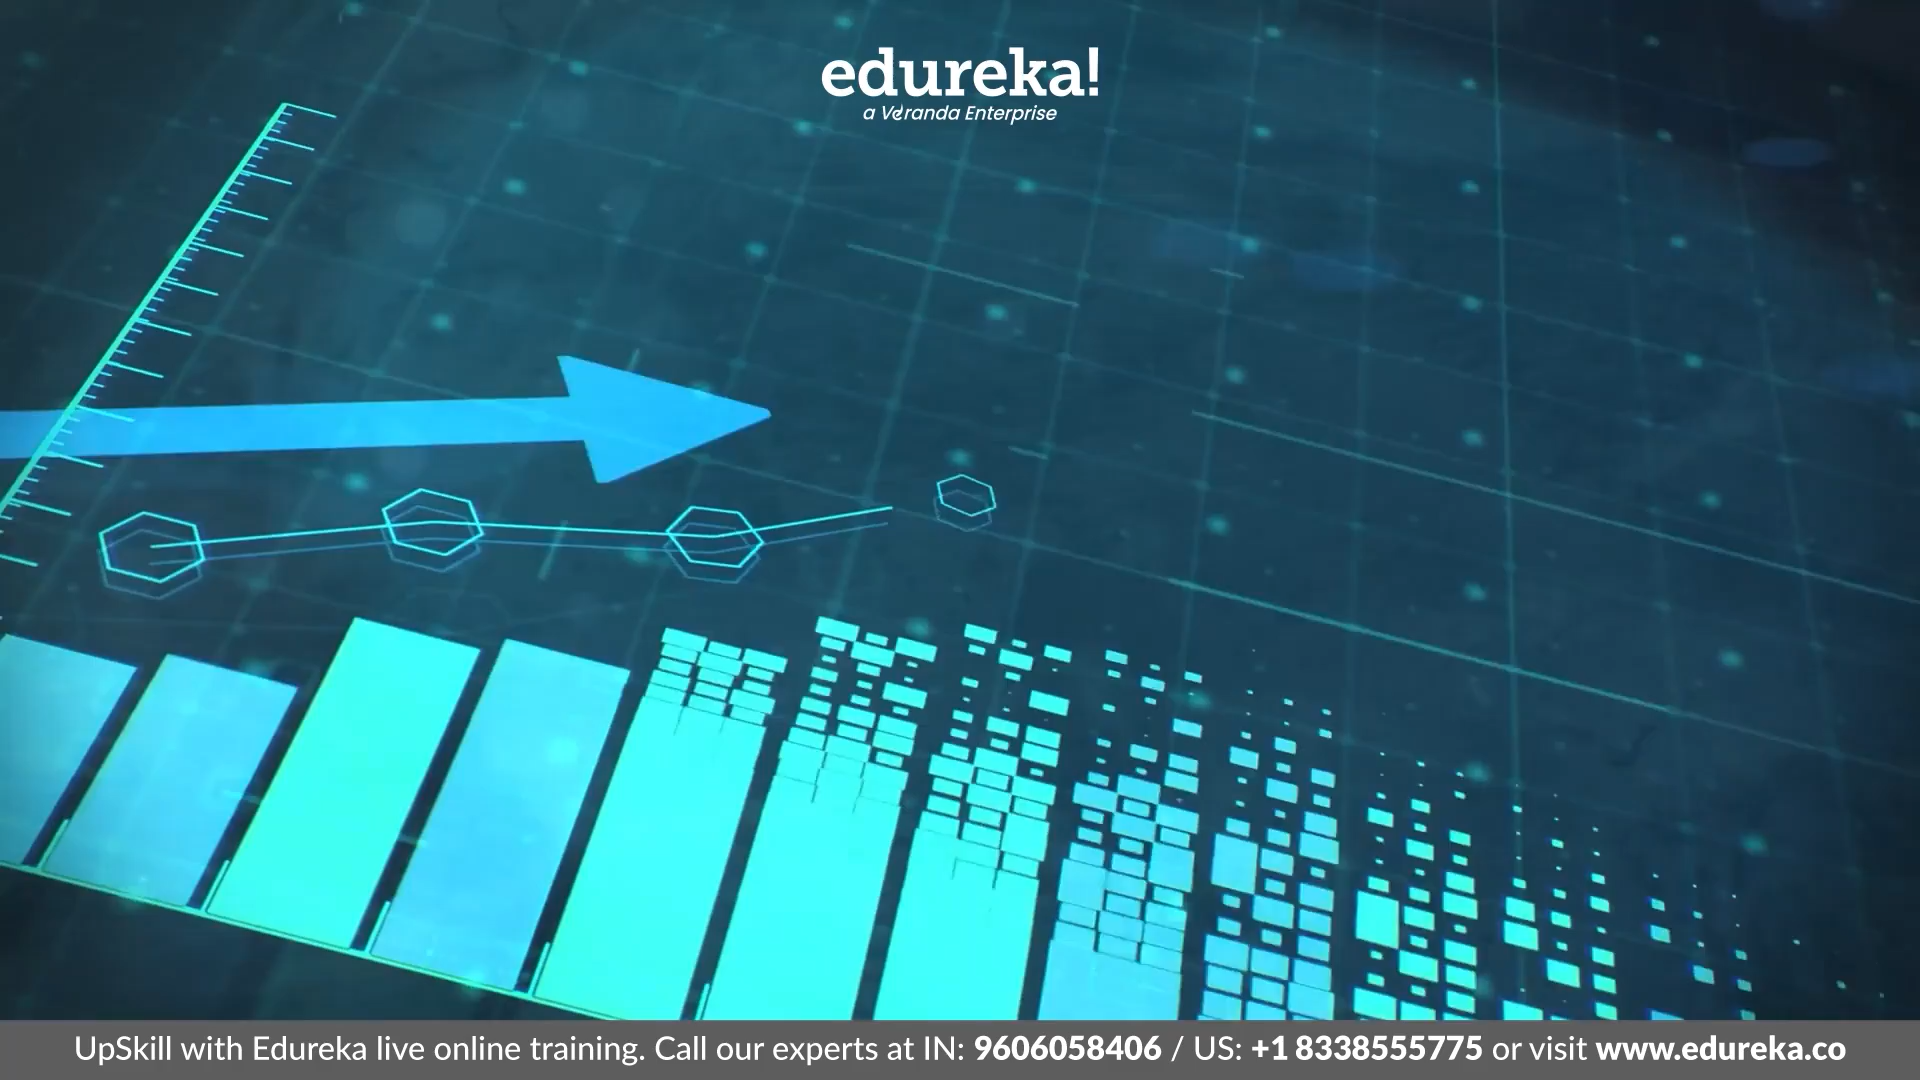 edureka!
a Veranda Enterprise
UpSkill with Edureka live online training. Call our experts at IN: 9606058406 / US: +1 8338555775 or visit www.edureka.co